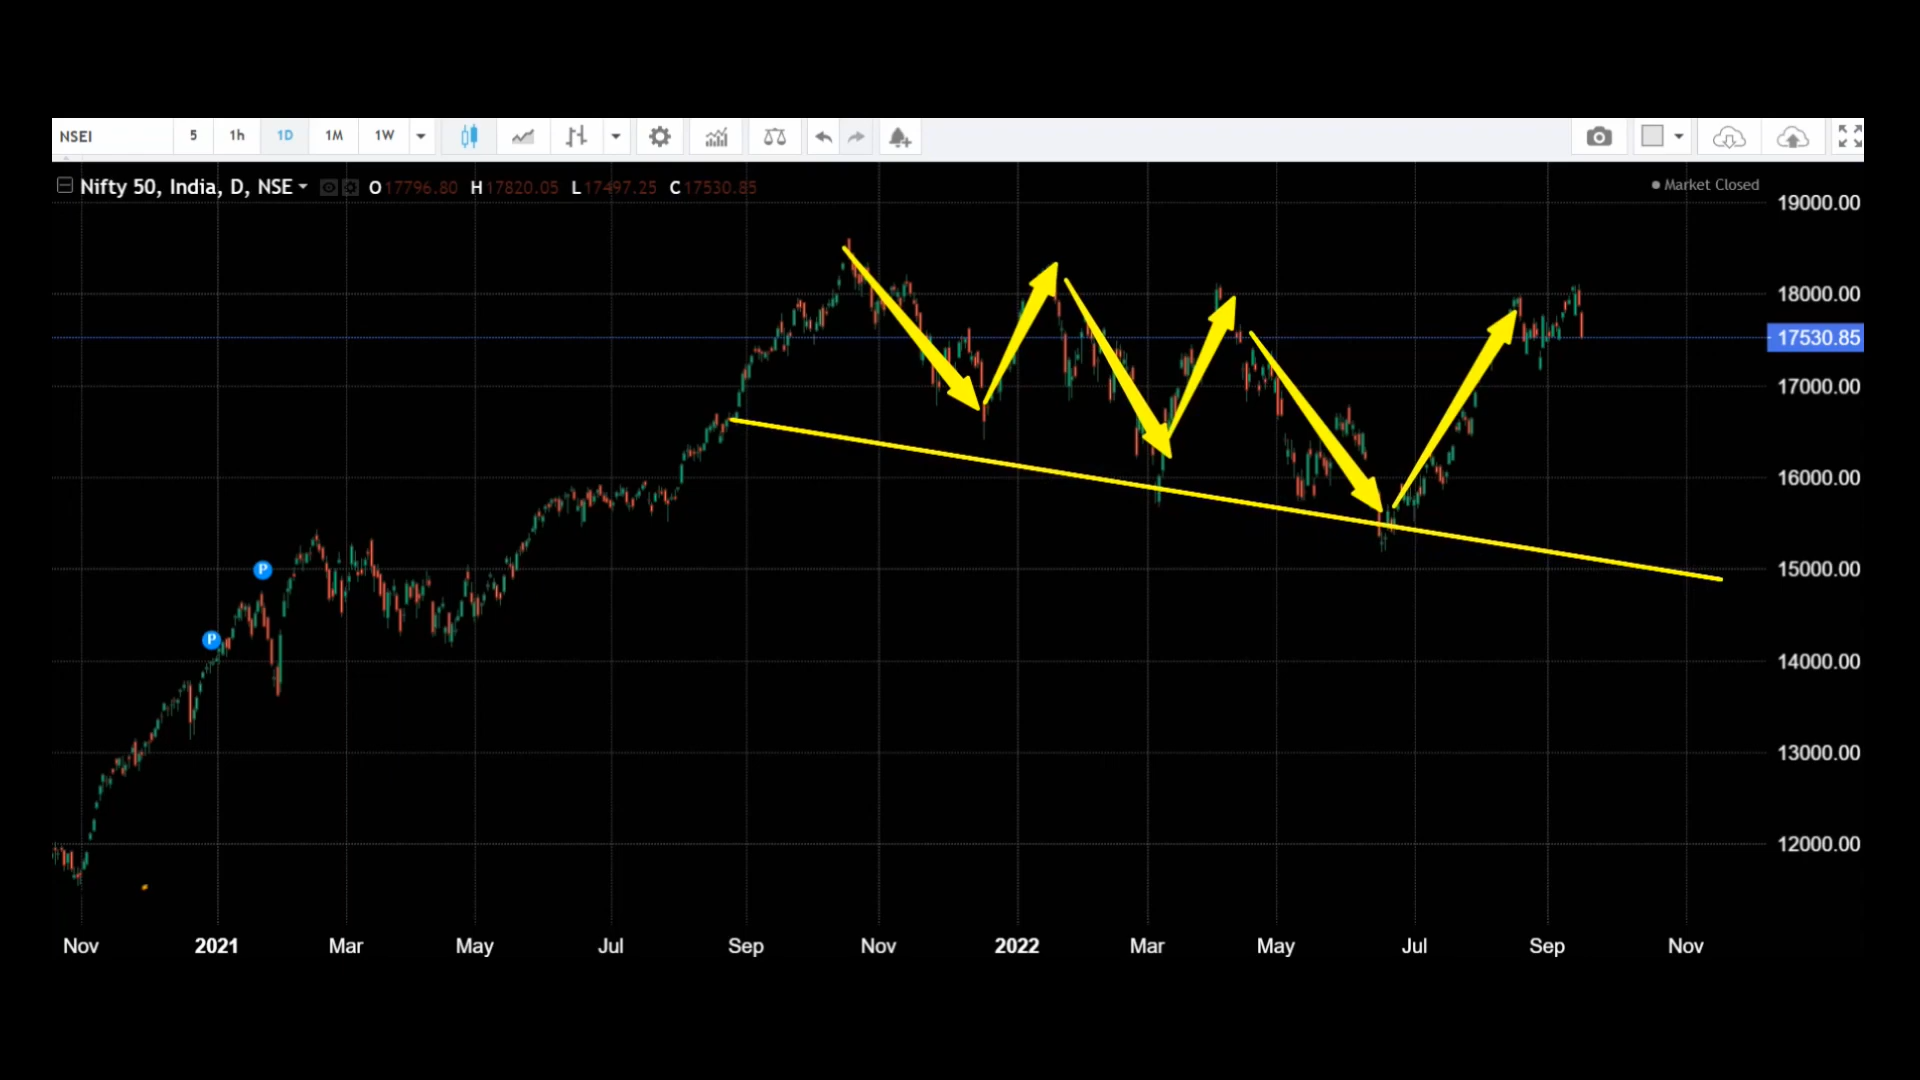 NSEI 5 1h 1D 1M 1W
Nifty 50, India, D, NSE O 17796.80 H 17820.05 L 17497.25 C 17530.85
Market Closed
19000.00
18000.00
17530.85
17000.00
16000.00
15000.00
14000.00
13000.00
12000.00
P
P
Nov 2021 Mar May Jul Sep Nov 2022 Mar May Jul Sep Nov